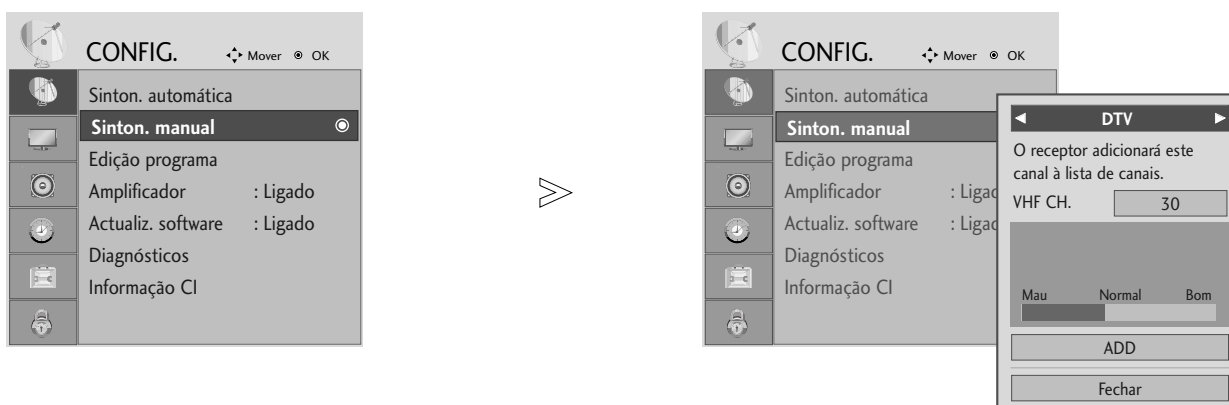 CONFIG. Mover OK
Sinton. automática
Sinton. manual
Edição programa
Amplificador : Ligado
Actualiz. software : Ligado
Diagnósticos
Informação CI
CONFIG. Mover OK
Sinton. automática
Sinton. manual
Edição programa
Amplificador : Ligad
Actualiz. software : Ligad
Diagnósticos
Informação CI
DTV
O receptor adicionará este
canal à lista de canais.
VHF CH. 30
Mau Normal Bom
ADD
Fechar